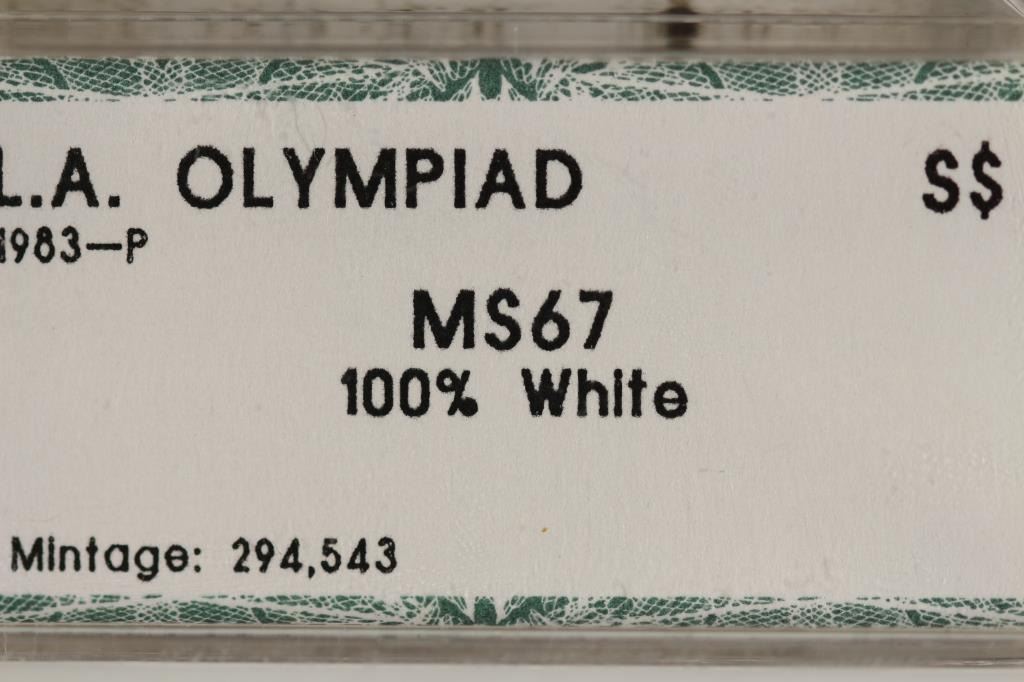 L.A. OLYMPIAD S$
1983–P
MS67
100% White
Mintage: 294,543